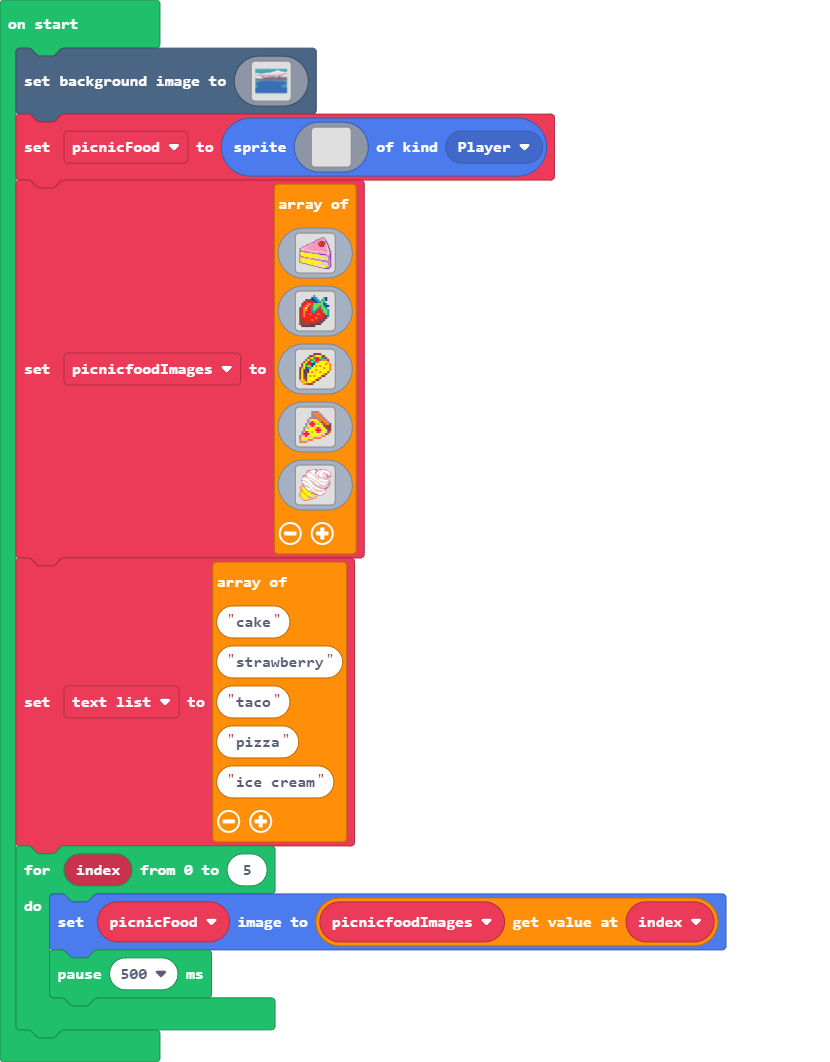 on start
set background image to
set picnicFood to sprite of kind Player
array of
set picnicfoodImages to
array of
"cake"
"strawberry"
set text list to "taco"
"pizza"
"ice cream"
for index from 0 to 5
do
set picnicFood image to picnicfoodImages get value at index
pause 500 ms